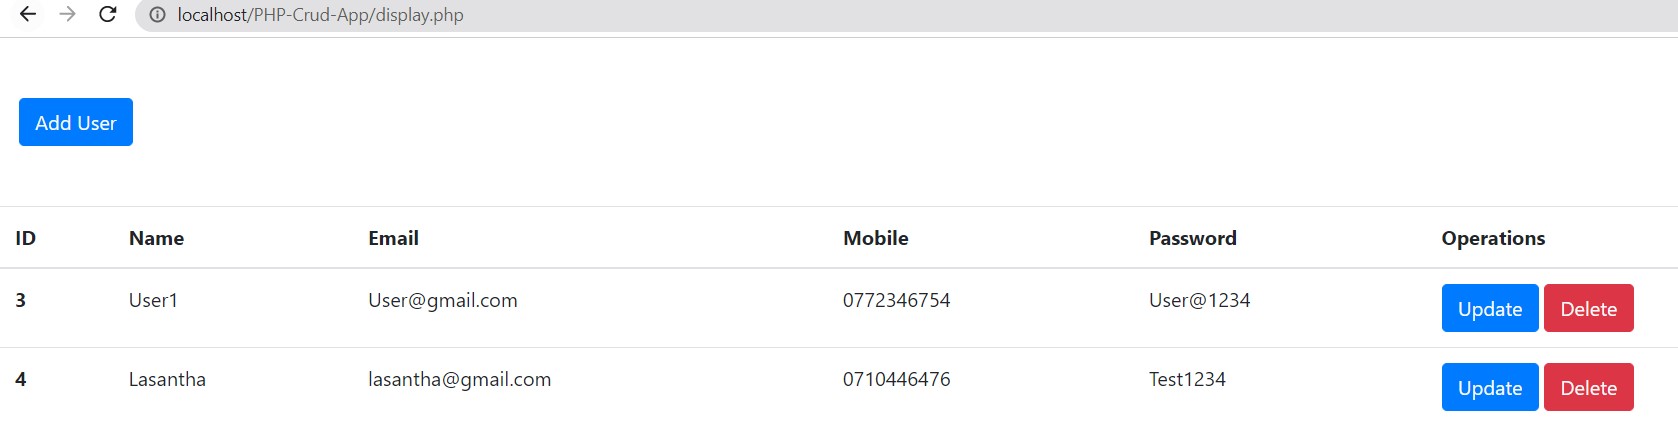 localhost/PHP-Crud-App/display.php
Add User
ID Name Email Mobile Password Operations
3 User1 User@gmail.com 0772346754 User@1234 Update Delete
4 Lasantha lasantha@gmail.com 0710446476 Test1234 Update Delete